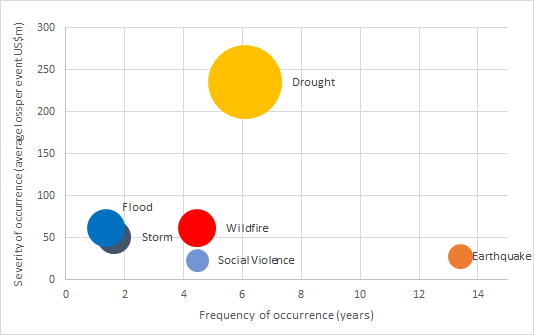 300
250
200
150
100
50
0
Severity of occurrence (average lossper event US$m)
Drought
Flood
Storm
Wildfire
Social Violence
Earthquake
0 2 4 6 8 10 12 14
Frequency of occurrence (years)